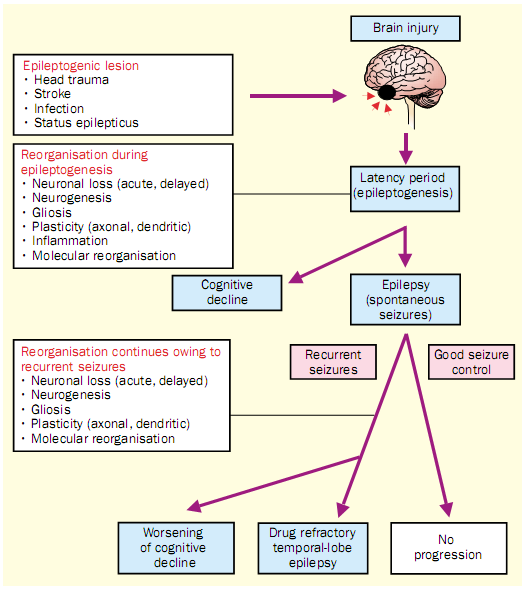 Brain injury
Epileptogenic lesion
· Head trauma
· Stroke
· Infection
· Status epilepticus
Reorganisation during
epileptogenesis
· Neuronal loss (acute, delayed)
· Neurogenesis
· Gliosis
· Plasticity (axonal, dendritic)
· Inflammation
· Molecular reorganisation
Latency period
(epileptogenesis)
Cognitive
decline
Epilepsy
(spontaneous
seizures)
Reorganisation continues owing to
recurrent seizures
· Neuronal loss (acute, delayed)
· Neurogenesis
· Gliosis
· Plasticity (axonal, dendritic)
· Molecular reorganisation
Recurrent
seizures
Good seizure
control
Worsening
of cognitive
decline
Drug refractory
temporal-lobe
epilepsy
No
progression